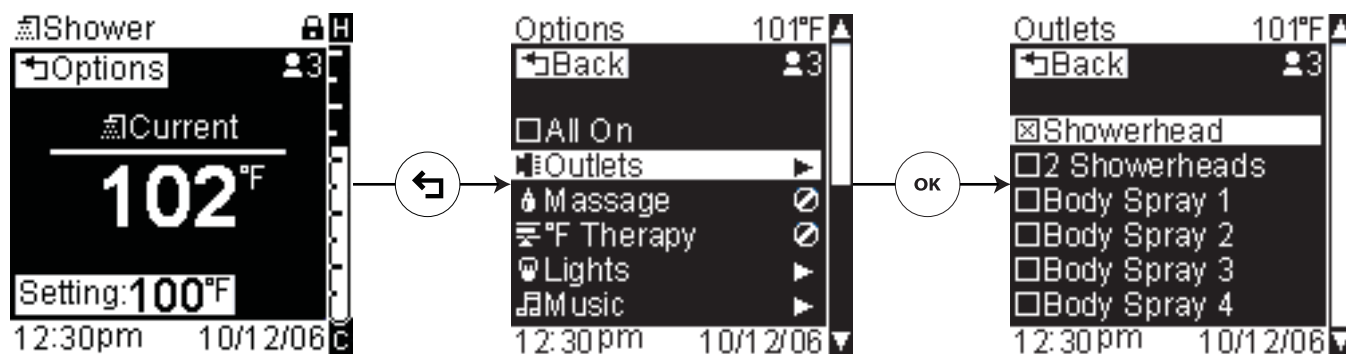 Shower H
Options 3
Current
102°F
Setting:100°F
12:30pm 10/12/06 C
Options 101°F
Back 3
All On
Outlets
Massage
°F Therapy
Lights
Music
12:30pm 10/12/06
OK
Outlets 101°F
Back 3
Showerhead
2 Showerheads
Body Spray 1
Body Spray 2
Body Spray 3
Body Spray 4
12:30pm 10/12/06